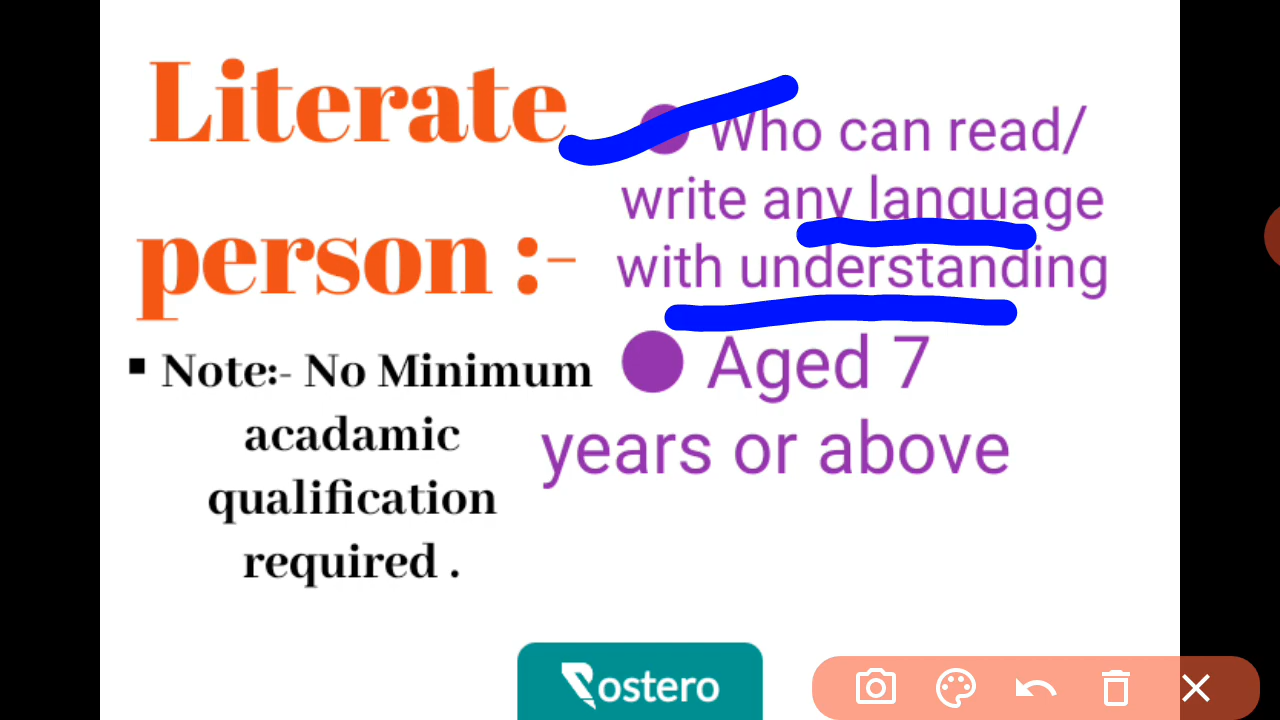 Literate
person :-
● Who can read/
write any language
with understanding
● Aged 7
years or above
▪ Note:- No Minimum
acadamic
qualification
required .
Rostero